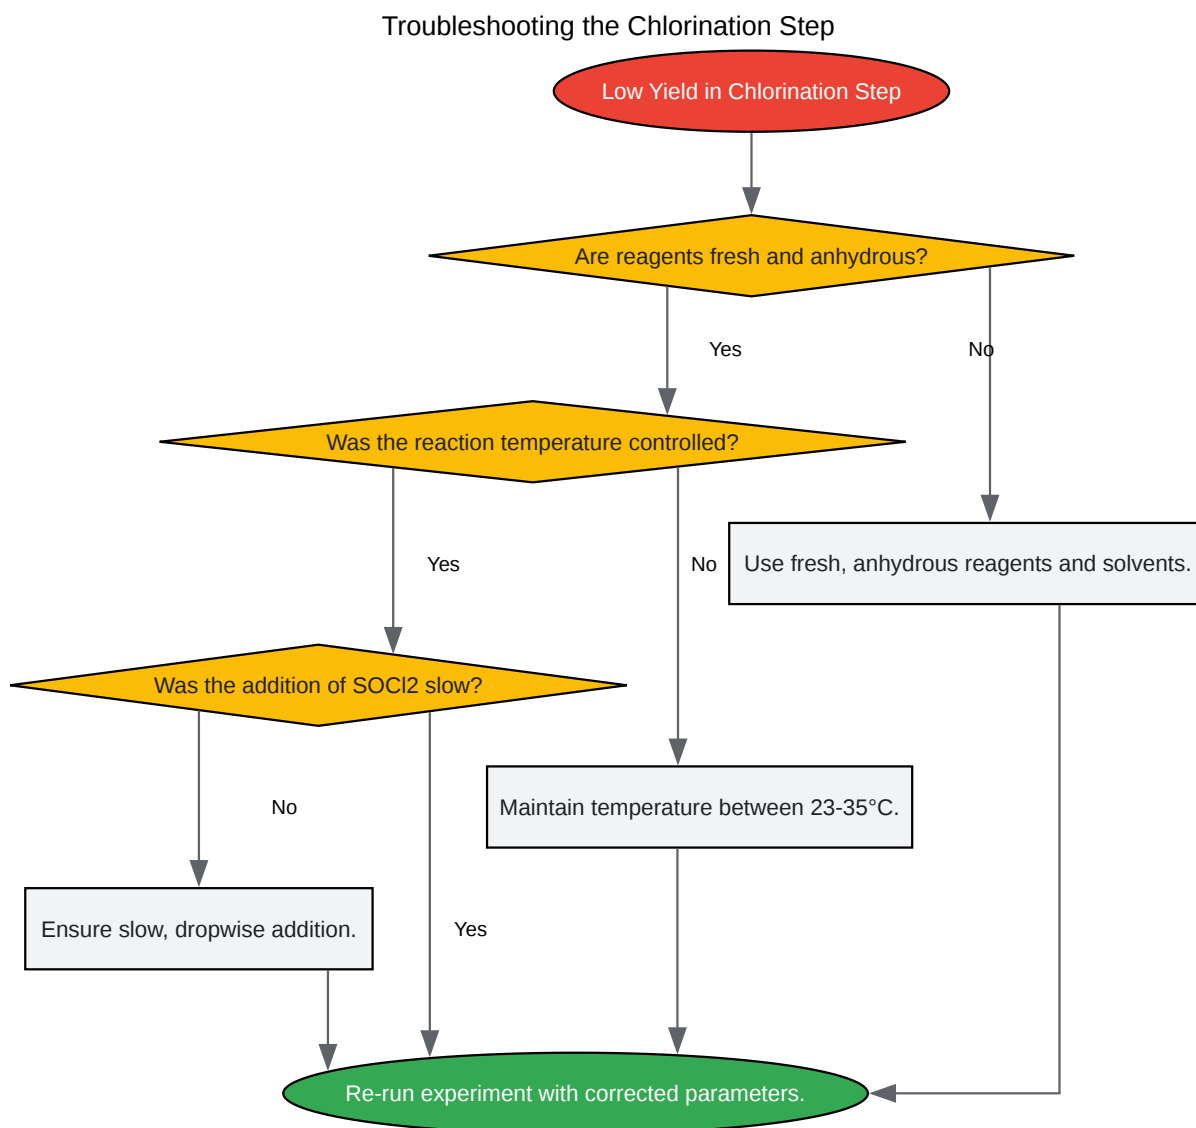 Troubleshooting the Chlorination Step
Low Yield in Chlorination Step
Are reagents fresh and anhydrous?
Yes
No
Was the reaction temperature controlled?
Yes
No
Use fresh, anhydrous reagents and solvents.
Was the addition of SOCl2 slow?
No
Maintain temperature between 23-35°C.
Ensure slow, dropwise addition.
Yes
Re-run experiment with corrected parameters.